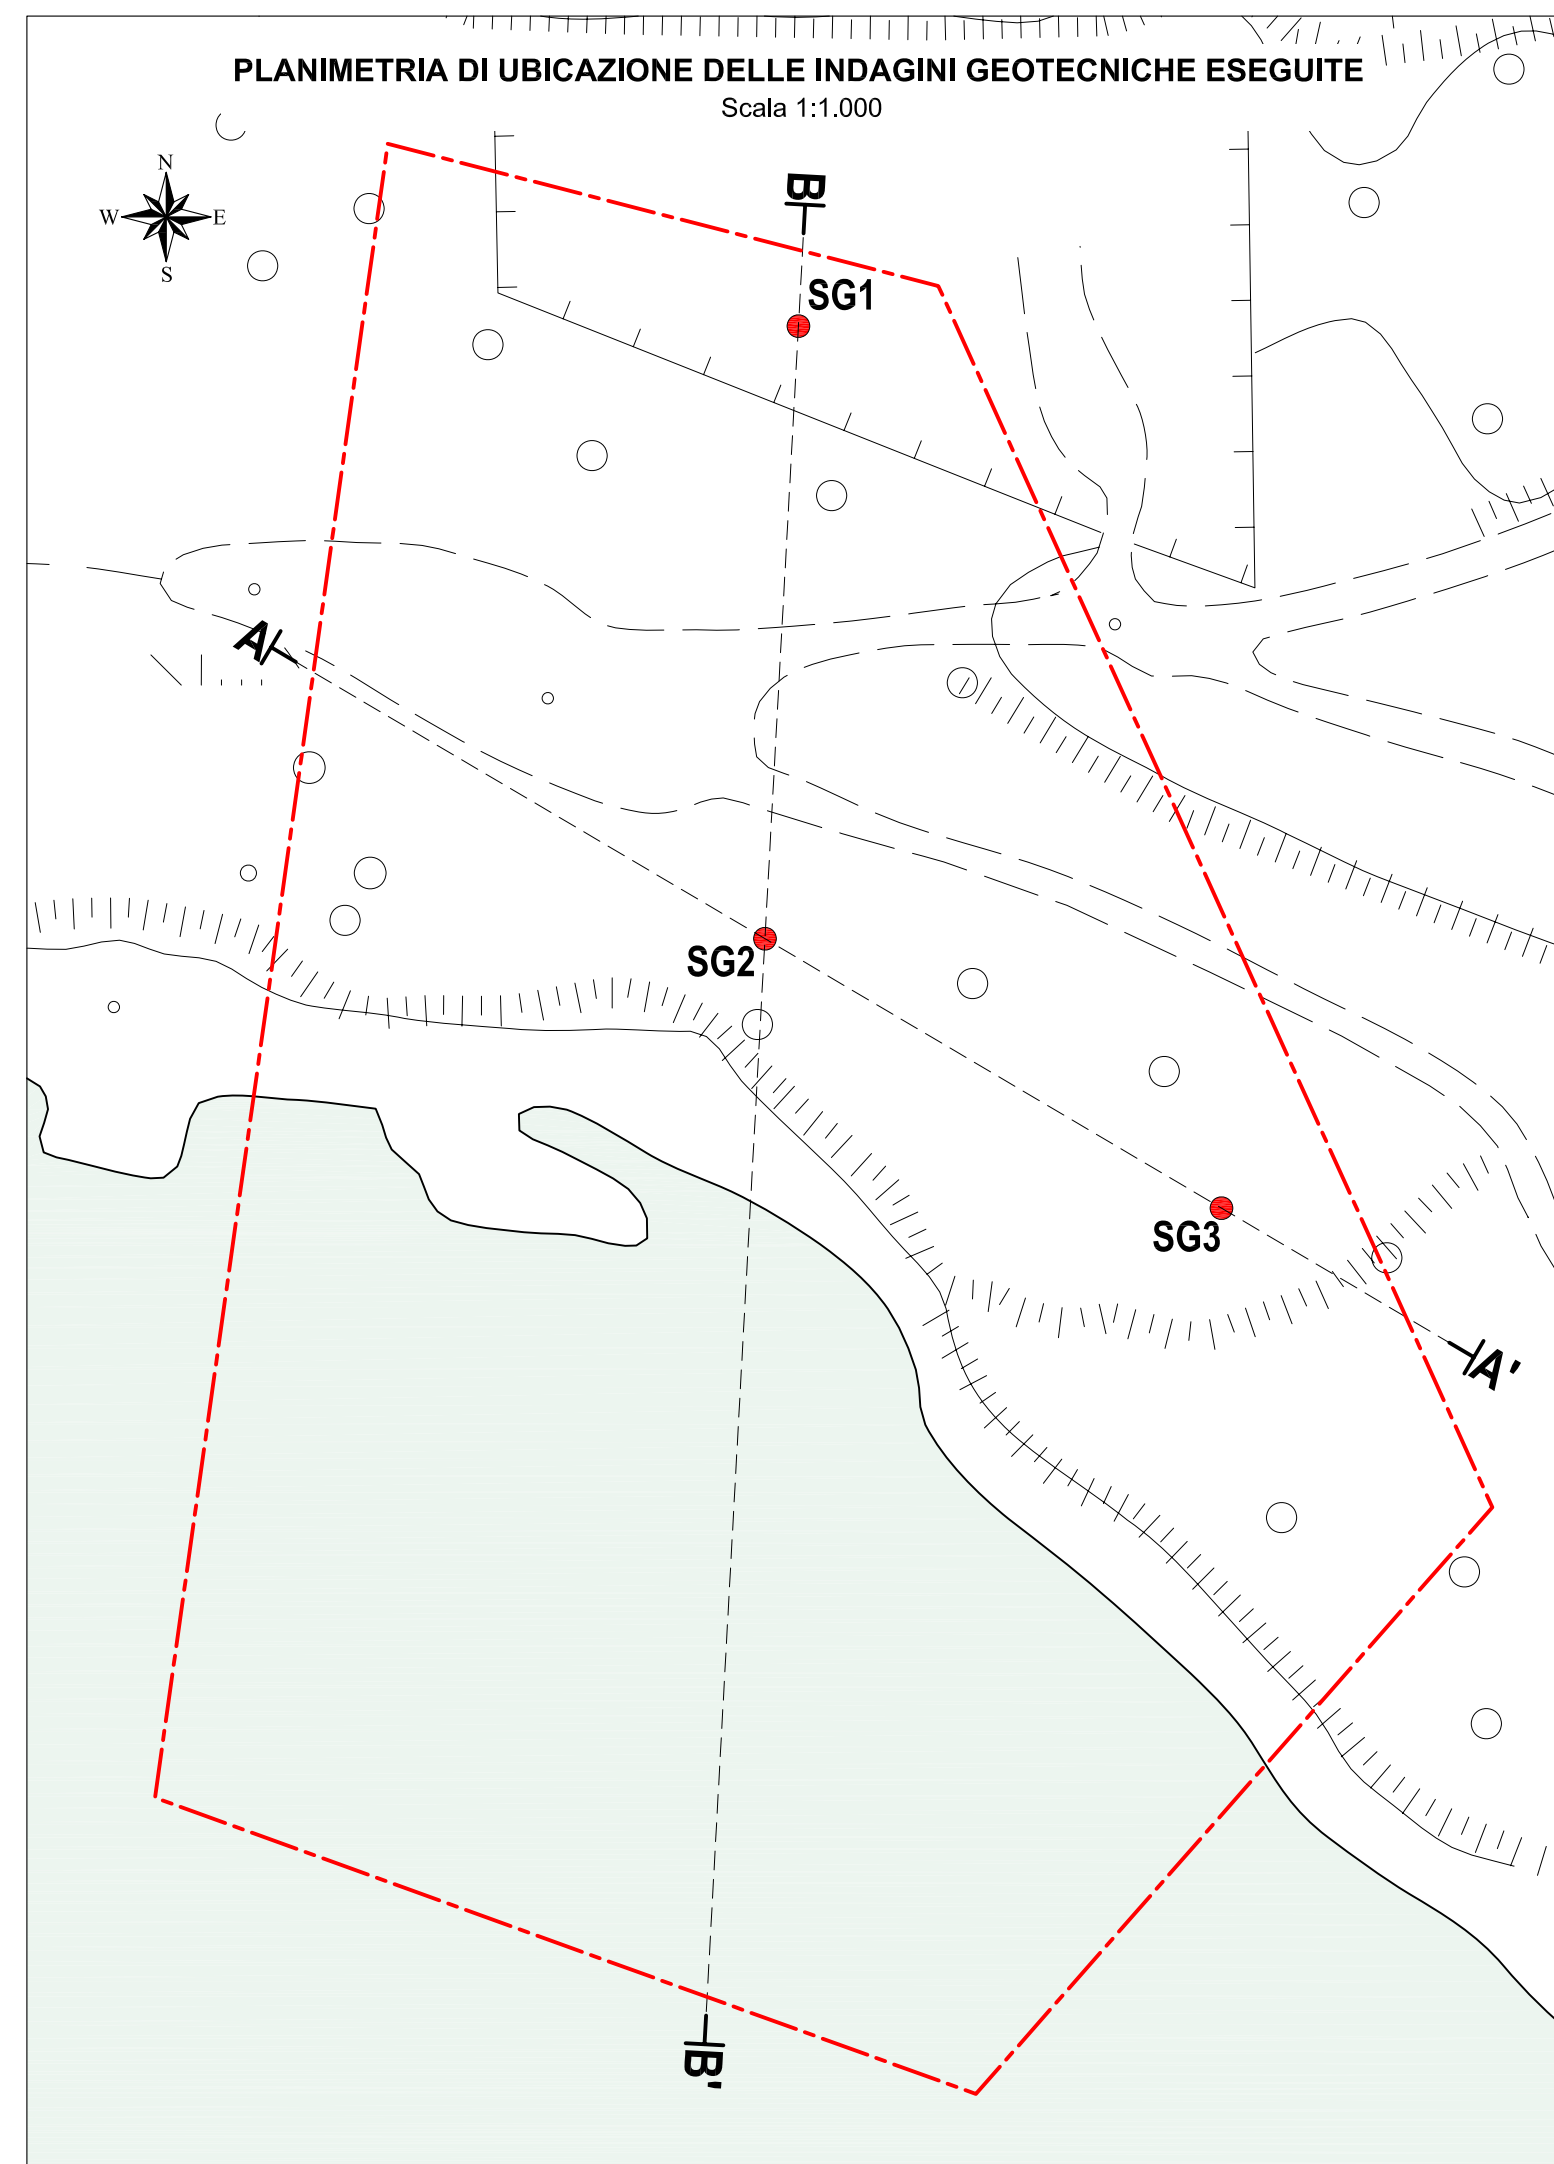 PLANIMETRIA DI UBICAZIONE DELLE INDAGINI GEOTECNICHE ESEGUITE
Scala 1:1.000
N
W E
S
B
SG1
A
SG2
SG3
A'
B'